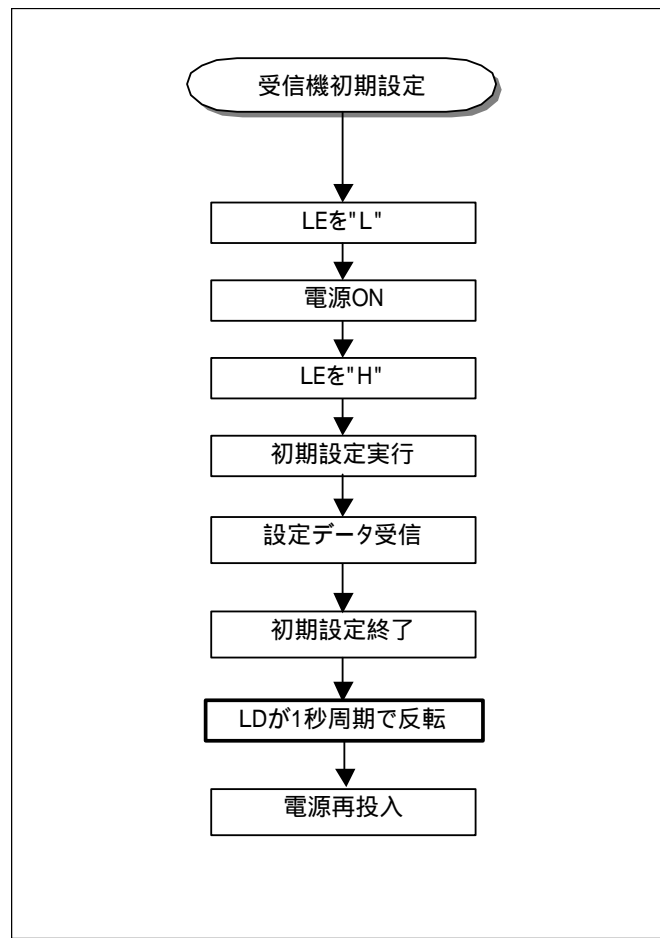 受信機初期設定
LEを"L"
電源ON
LEを"H"
初期設定実行
設定データ受信
初期設定終了
LDが1秒周期で反転
電源再投入